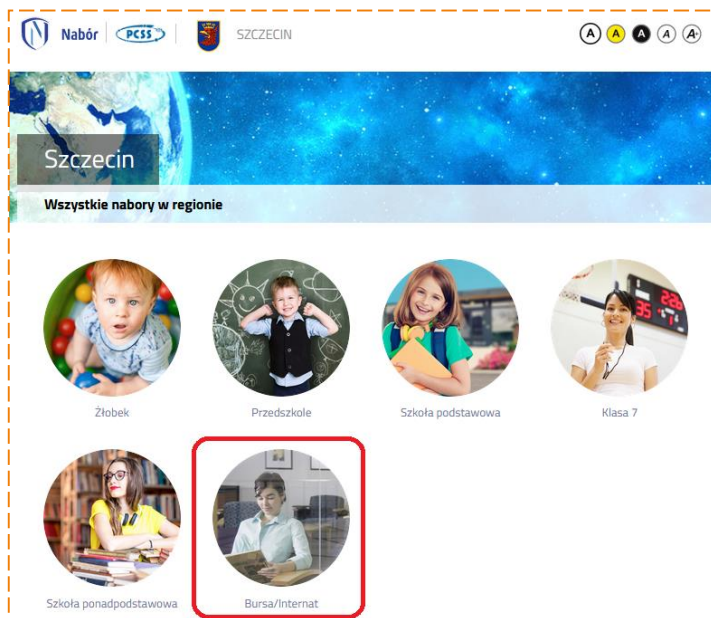 Nabór PCSS SZCZECIN A A A A A+
Szczecin
Wszystkie nabory w regionie
Żłobek Przedszkole Szkoła podstawowa Klasa 7
Szkoła ponadpodstawowa Bursa/Internat